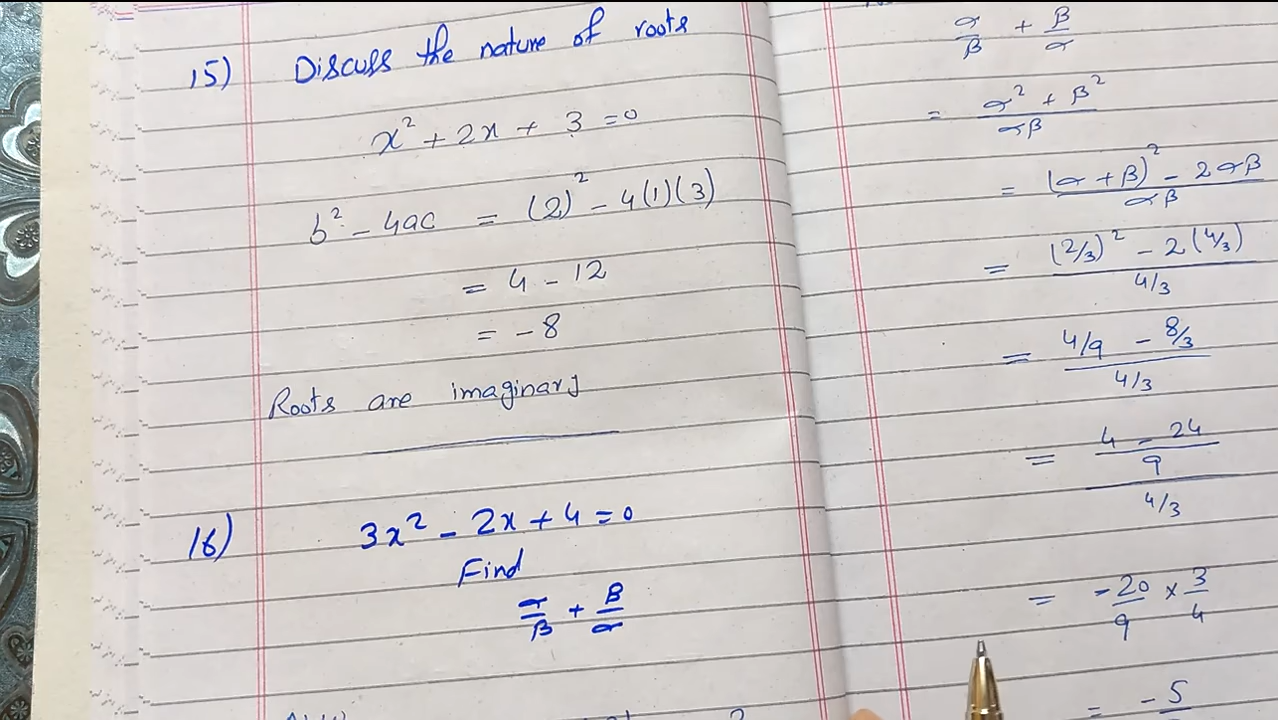 15) Discuss the nature of roots
x² + 2x + 3 = 0
b² - 4ac = (2)² - 4(1)(3)
= 4 - 12
= -8
Roots are imaginary
16) 3x² - 2x + 4 = 0
Find
α/β + β/α
α/β + β/α
= α² + β² / αβ
= (α + β)² - 2αβ / αβ
= (2/3)² - 2(4/3) / 4/3
= 4/9 - 8/3 / 4/3
= 4 - 24 / 9 / 4/3
= -20/9 × 3/4
= -5